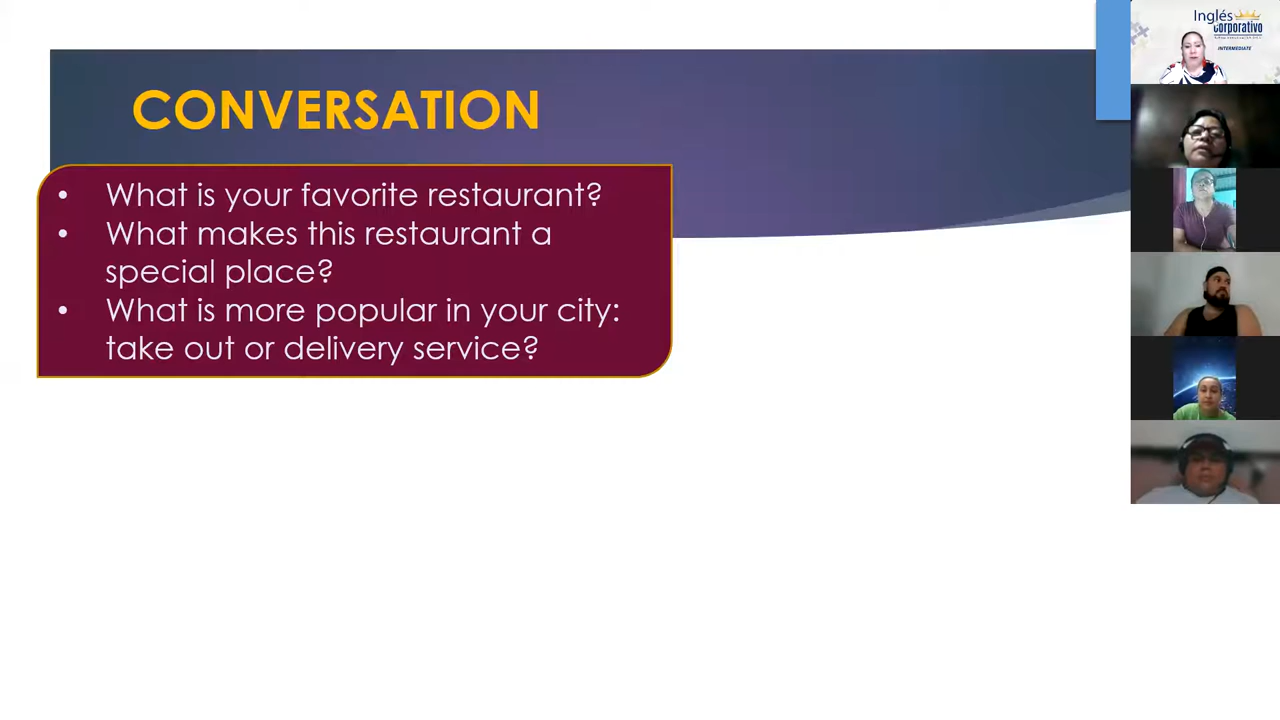 CONVERSATION
• What is your favorite restaurant?
• What makes this restaurant a
special place?
• What is more popular in your city:
take out or delivery service?
Inglés
Corporativo
INTERMEDIATE